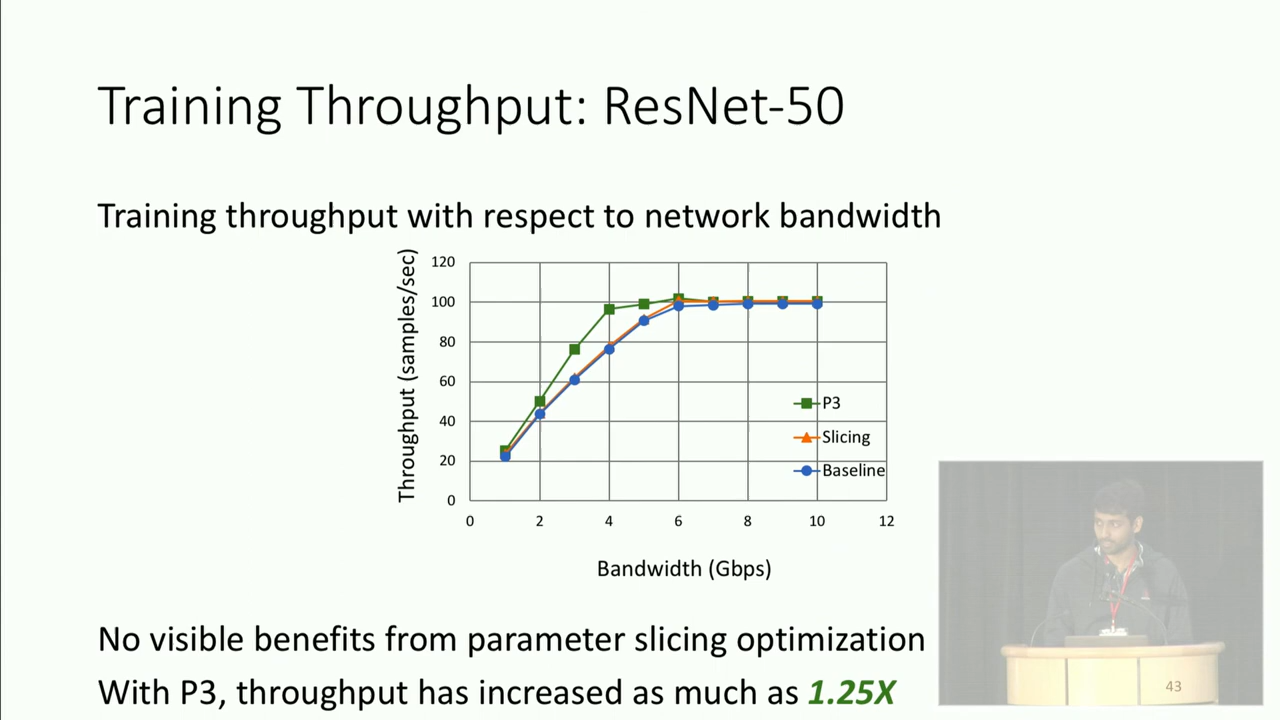 Training Throughput: ResNet-50
Training throughput with respect to network bandwidth
Throughput (samples/sec)
120
100
80
60
40
20
0
0 2 4 6 8 10 12
P3
Slicing
Baseline
Bandwidth (Gbps)
No visible benefits from parameter slicing optimization
With P3, throughput has increased as much as 1.25X
43